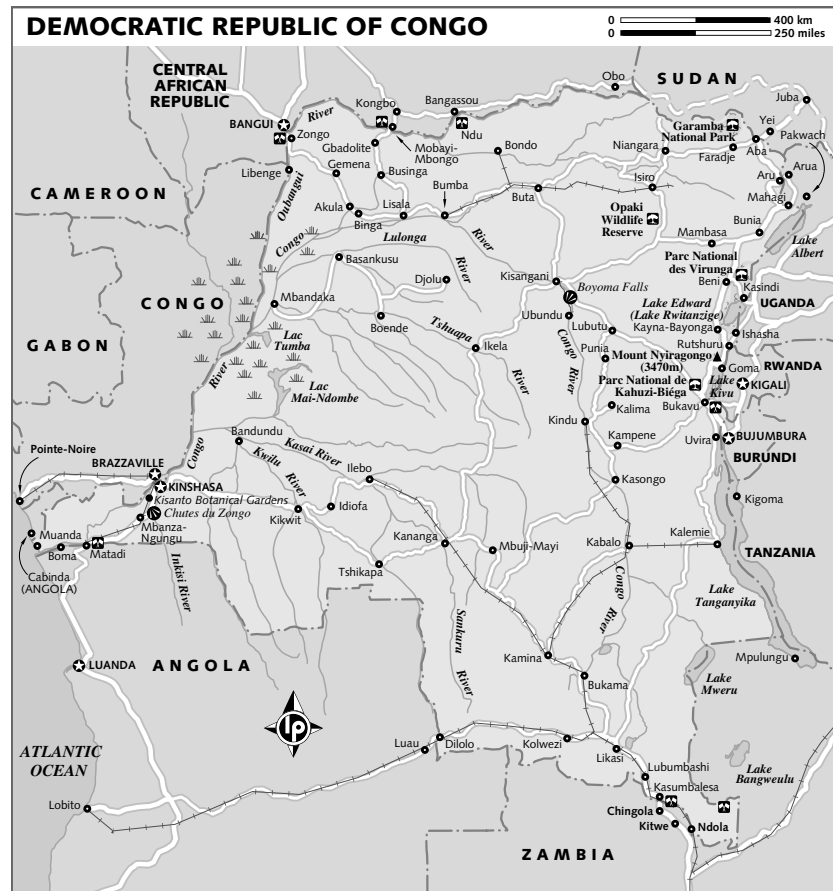 DEMOCRATIC REPUBLIC OF CONGO
0 400 km
0 250 miles
CENTRAL
AFRICAN
REPUBLIC
SUDAN
Obo
Juba
Kongbo
Bangassou
River
BANGUI
Zongo
Ndu
Garamba
National Park
Yei
Pakwach
Gbadolite
Mobayi-
Mbongo
Bondo
Niangara
Faradje
Aba
Gemena
Businga
Libenge
Oubangui
Bumba
Isiro
Aru
Arua
CAMEROON
Akula
Binga
Lisala
Buta
Opaki
Wildlife
Reserve
Mahagi
Bunia
Mambasa
Congo
Lulonga
River
River
Lake
Albert
Basankusu
Djolu
Kisangani
Boyoma Falls
Parc National
des Virunga
Beni
Kasindi
CONGO
Mbandaka
Ubundu
Lubutu
Lake Edward
(Lake Rwitanzige)
UGANDA
Boende
Kayna-Bayonga
Ishasha
GABON
Lac
Tumba
Tshuapa
Ikela
Congo
River
Punia
Rutshuru
Mount Nyiragongo
(3470m)
Goma
RWANDA
River
Lac
Mai-Ndombe
River
Parc National de
Kahuzi-Biéga
Lake
Kivu
KIGALI
Kalima
Bukavu
Kindu
Bandundu
Kasai River
Congo
Kwilu
River
Kampene
Uvira
BUJUMBURA
BURUNDI
Pointe-Noire
BRAZZAVILLE
KINSHASA
Ilebo
Kasongo
Kisanto Botanical Gardens
Chutes du Zongo
Idiofa
Kikwit
Kigoma
Muanda
Mbanza-
Ngungu
Boma
Matadi
Inkisi River
Kananga
Mbuji-Mayi
Kabalo
Kalemie
TANZANIA
Cabinda
(ANGOLA)
Tshikapa
Congo
River
Lake
Tanganyika
Sankuru
River
LUANDA
ANGOLA
Kamina
Mpulungu
Bukama
Lake
Mweru
lp
ATLANTIC
OCEAN
Luau
Dilolo
Kolwezi
Likasi
Lubumbashi
Lake
Bangweulu
Kasumbalesa
Lobito
Chingola
Kitwe
Ndola
ZAMBIA